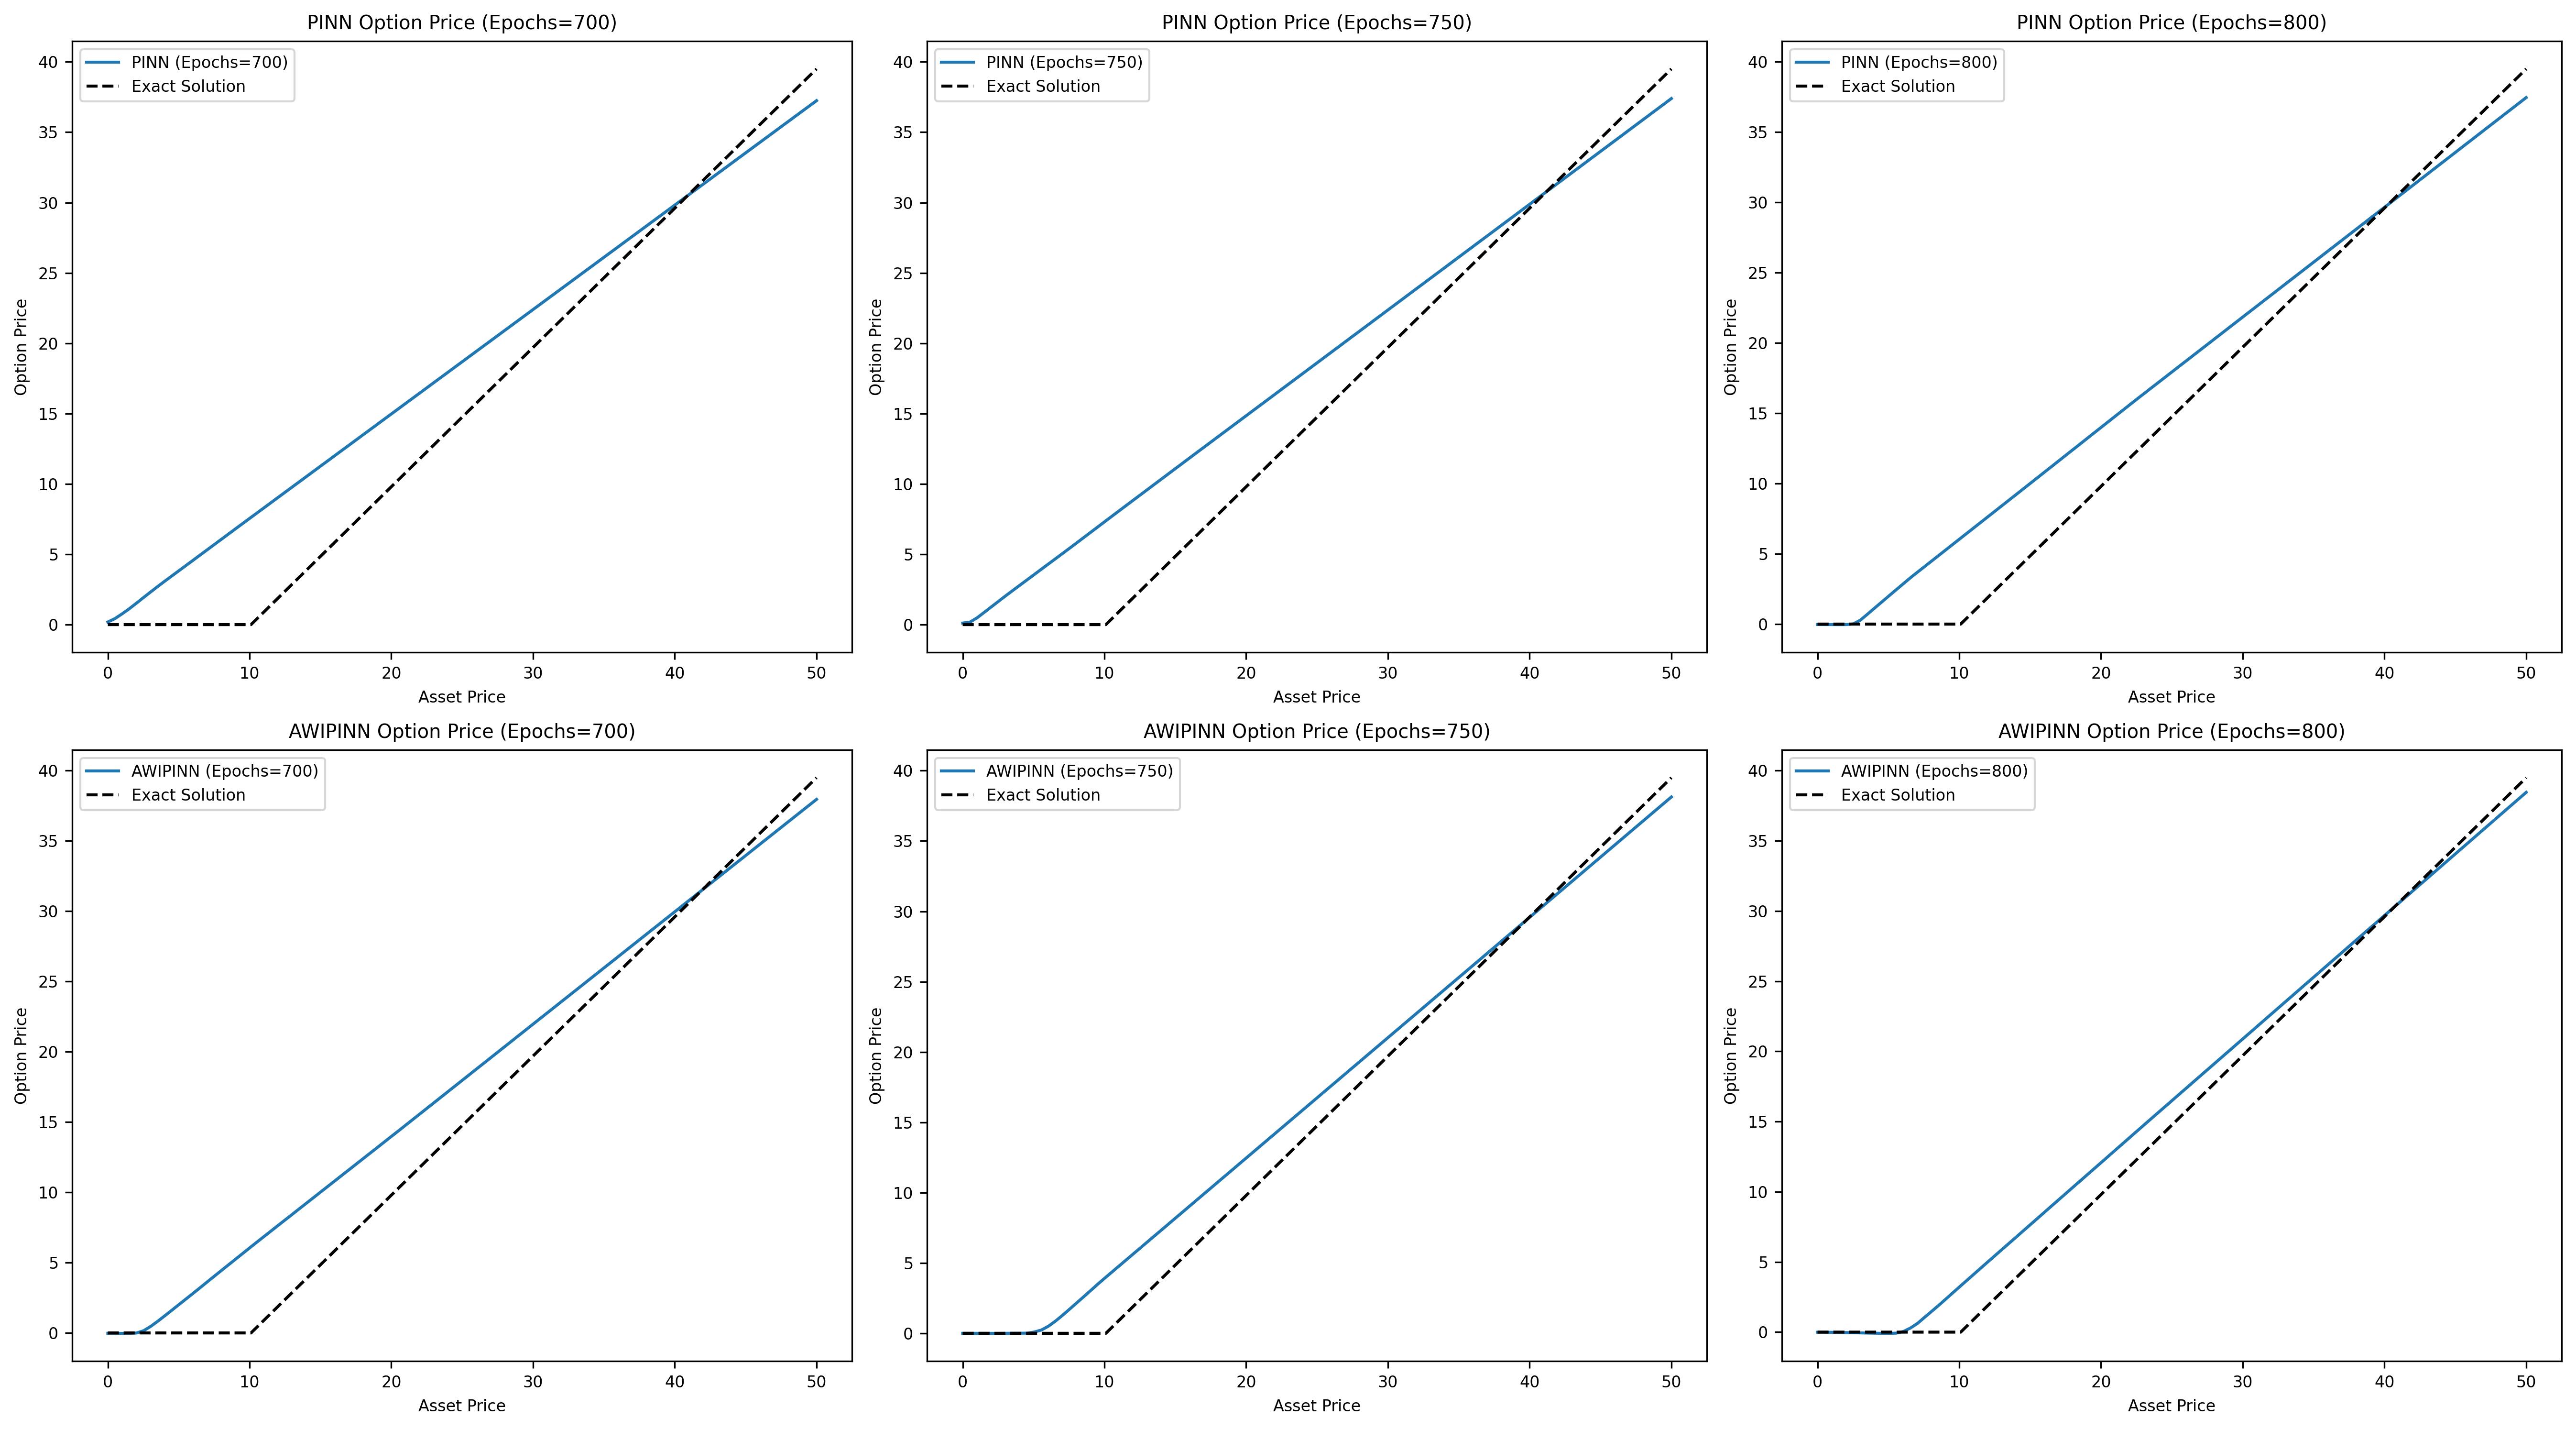 PINN Option Price (Epochs=700)
PINN (Epochs=700)
Exact Solution
40
35
30
25
20
15
10
5
0
Option Price
0 10 20 30 40 50
Asset Price
PINN Option Price (Epochs=750)
PINN (Epochs=750)
Exact Solution
40
35
30
25
20
15
10
5
0
Option Price
0 10 20 30 40 50
Asset Price
PINN Option Price (Epochs=800)
PINN (Epochs=800)
Exact Solution
40
35
30
25
20
15
10
5
0
Option Price
0 10 20 30 40 50
Asset Price
AWIPINN Option Price (Epochs=700)
AWIPINN (Epochs=700)
Exact Solution
40
35
30
25
20
15
10
5
0
Option Price
0 10 20 30 40 50
Asset Price
AWIPINN Option Price (Epochs=750)
AWIPINN (Epochs=750)
Exact Solution
40
35
30
25
20
15
10
5
0
Option Price
0 10 20 30 40 50
Asset Price
AWIPINN Option Price (Epochs=800)
AWIPINN (Epochs=800)
Exact Solution
40
35
30
25
20
15
10
5
0
Option Price
0 10 20 30 40 50
Asset Price